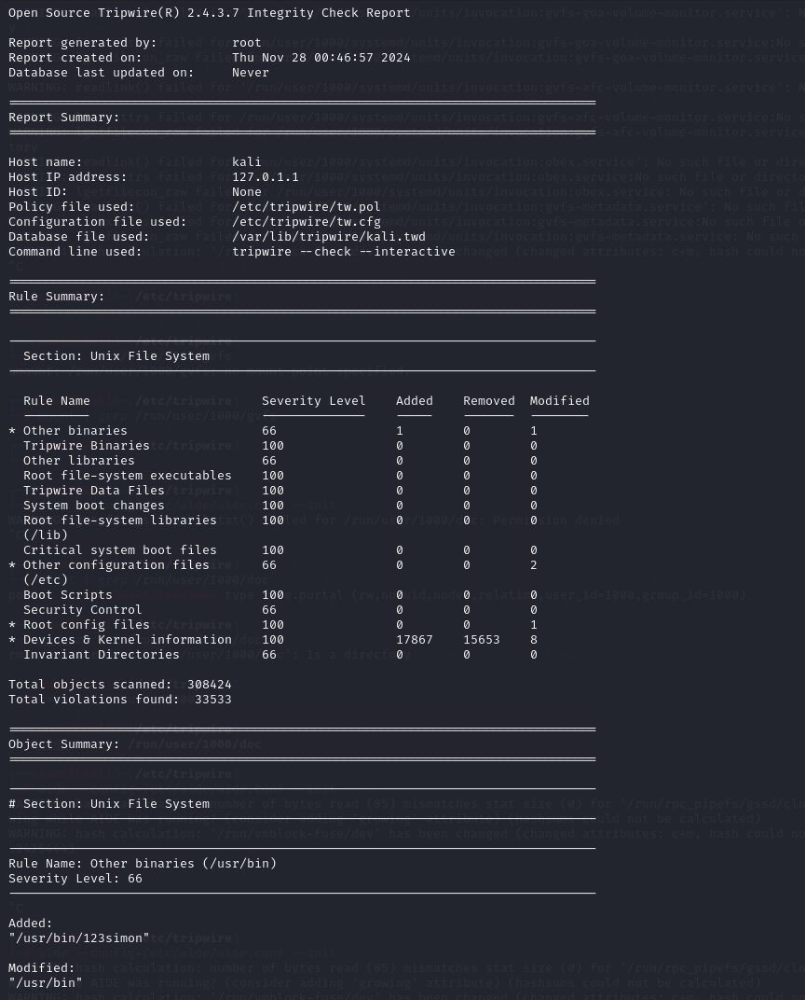 Open Source Tripwire(R) 2.4.3.7 Integrity Check Report
Report generated by: root
Report created on: Thu Nov 28 00:46:57 2024
Database last updated on: Never
Report Summary:
Host name: kali
Host IP address: 127.0.1.1
Host ID: None
Policy file used: /etc/tripwire/tw.pol
Configuration file used: /etc/tripwire/tw.cfg
Database file used: /var/lib/tripwire/kali.twd
Command line used: tripwire --check --interactive
Rule Summary:
Section: Unix File System
Rule Name Severity Level Added Removed Modified
* Other binaries 66 1 0 1
Tripwire Binaries 100 0 0 0
Other libraries 66 0 0 0
Root file-system executables 100 0 0 0
Tripwire Data Files 100 0 0 0
System boot changes 100 0 0 0
Root file-system libraries 100 0 0 0
(/lib)
Critical system boot files 100 0 0 0
* Other configuration files 66 0 0 2
(/etc)
Boot Scripts 100 0 0 0
Security Control 66 0 0 0
* Root config files 100 0 0 1
* Devices & Kernel information 100 17867 15653 8
Invariant Directories 66 0 0 0
Total objects scanned: 308424
Total violations found: 33533
Object Summary:
# Section: Unix File System
Rule Name: Other binaries (/usr/bin)
Severity Level: 66
Added:
"/usr/bin/123simon"
Modified:
"/usr/bin"